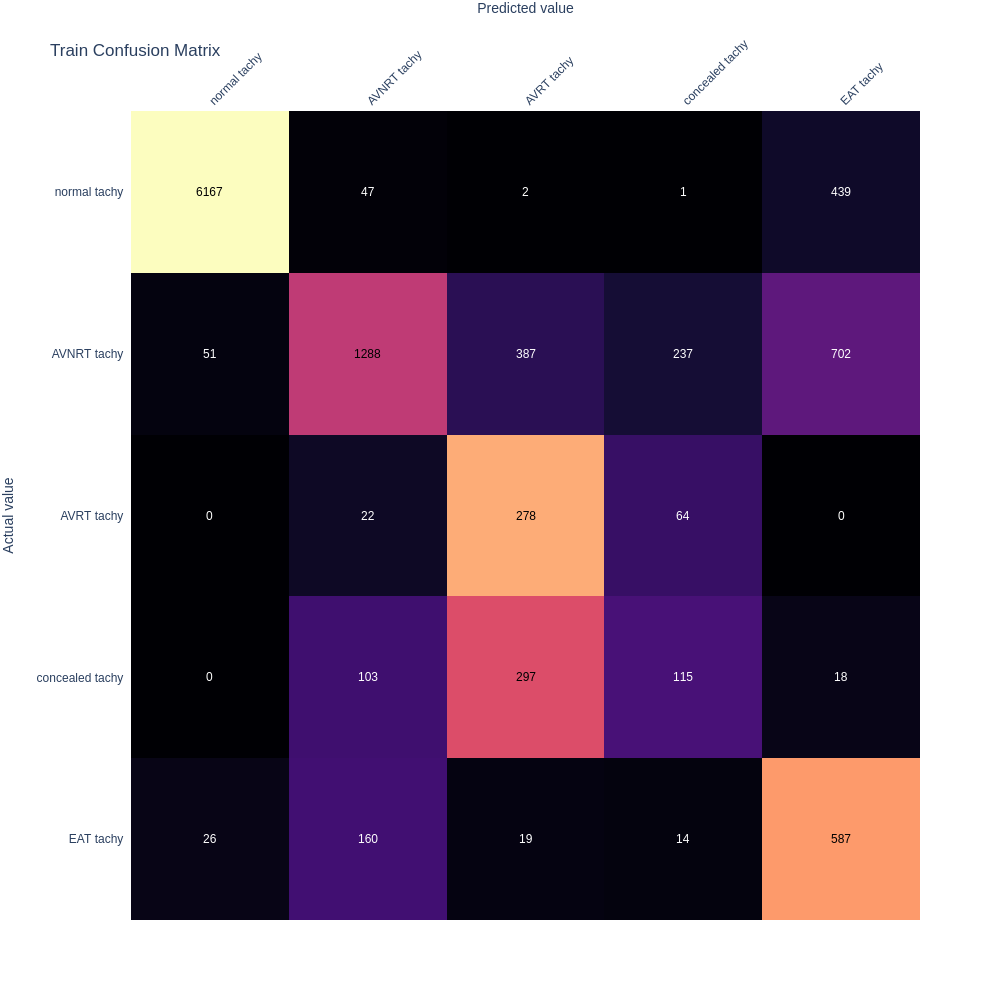 Predicted value
Train Confusion Matrix
normal tachy AVNRT tachy AVRT tachy concealed tachy EAT tachy
normal tachy 6167 47 2 1 439
AVNRT tachy 51 1288 387 237 702
AVRT tachy 0 22 278 64 0
Actual value
concealed tachy 0 103 297 115 18
EAT tachy 26 160 19 14 587